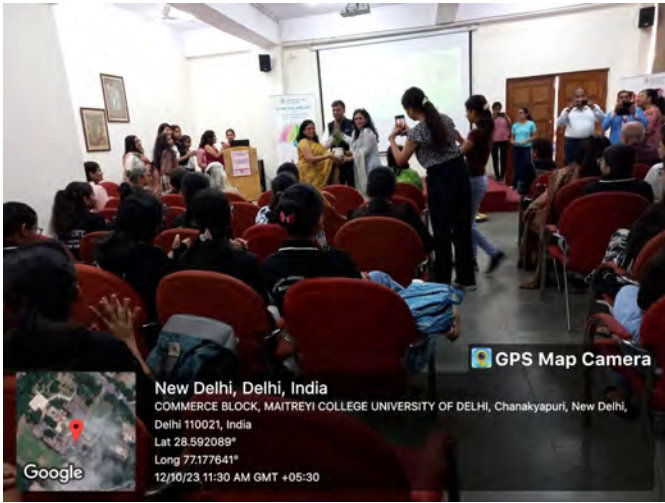 GPS Map Camera
New Delhi, Delhi, India
COMMERCE BLOCK, MAITREYI COLLEGE UNIVERSITY OF DELHI, Chanakyapuri, New Delhi,
Delhi 110021, India
Lat 28.592089°
Long 77.177641°
12/10/23 11:30 AM GMT +05:30
Google